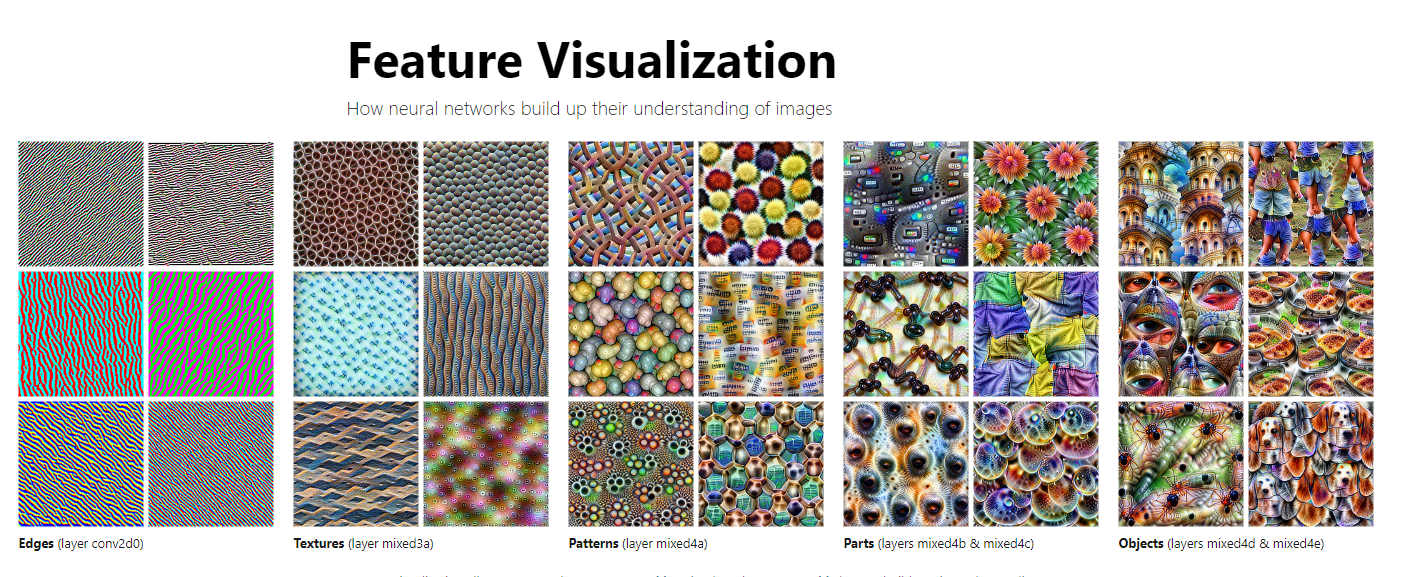 Feature Visualization
How neural networks build up their understanding of images
Edges (layer conv2d0)
Textures (layer mixed3a)
Patterns (layer mixed4a)
Parts (layers mixed4b & mixed4c)
Objects (layers mixed4d & mixed4e)